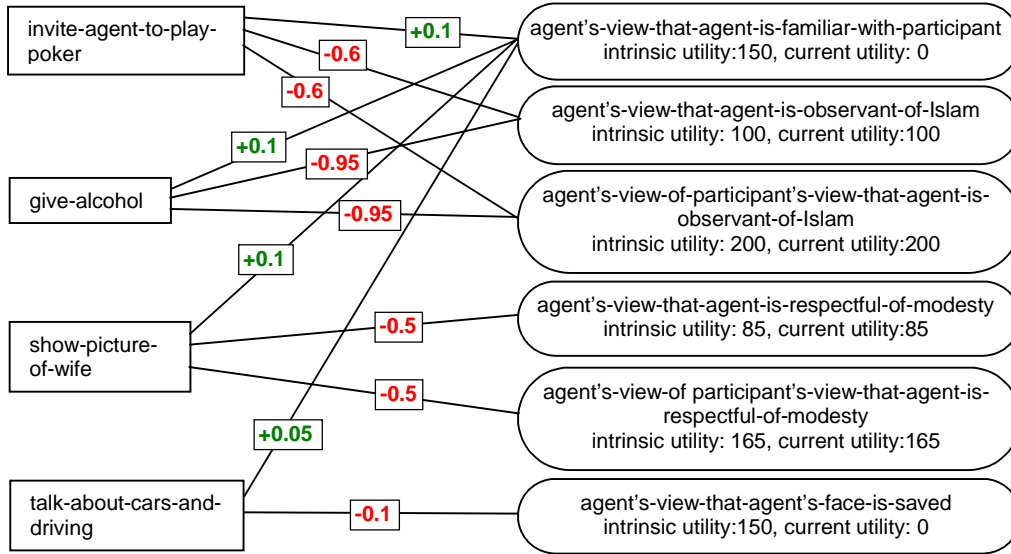 invite-agent-to-play-
poker
+0.1
-0.6
-0.6
agent's-view-that-agent-is-familiar-with-participant
intrinsic utility:150, current utility: 0
agent's-view-that-agent-is-observant-of-Islam
intrinsic utility: 100, current utility:100
give-alcohol
+0.1
-0.95
-0.95
agent's-view-of-participant's-view-that-agent-is-
observant-of-Islam
intrinsic utility: 200, current utility:200
show-picture-
of-wife
+0.1
-0.5
-0.5
agent's-view-that-agent-is-respectful-of-modesty
intrinsic utility: 85, current utility:85
agent's-view-of participant's-view-that-agent-is-
respectful-of-modesty
intrinsic utility: 165, current utility:165
talk-about-cars-and-
driving
+0.05
-0.1
agent's-view-that-agent's-face-is-saved
intrinsic utility:150, current utility: 0